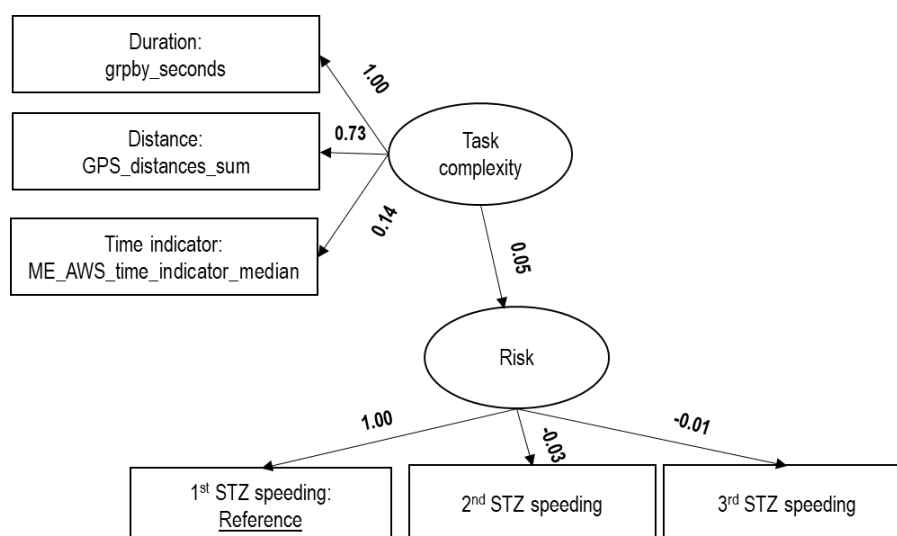 Duration:
grpby_seconds
1.00
Distance:
GPS_distances_sum
0.73
Task
complexity
Time indicator:
ME_AWS_time_indicator_median
0.14
0.05
Risk
1.00
-0.03
-0.01
1st STZ speeding:
Reference
2nd STZ speeding
3rd STZ speeding